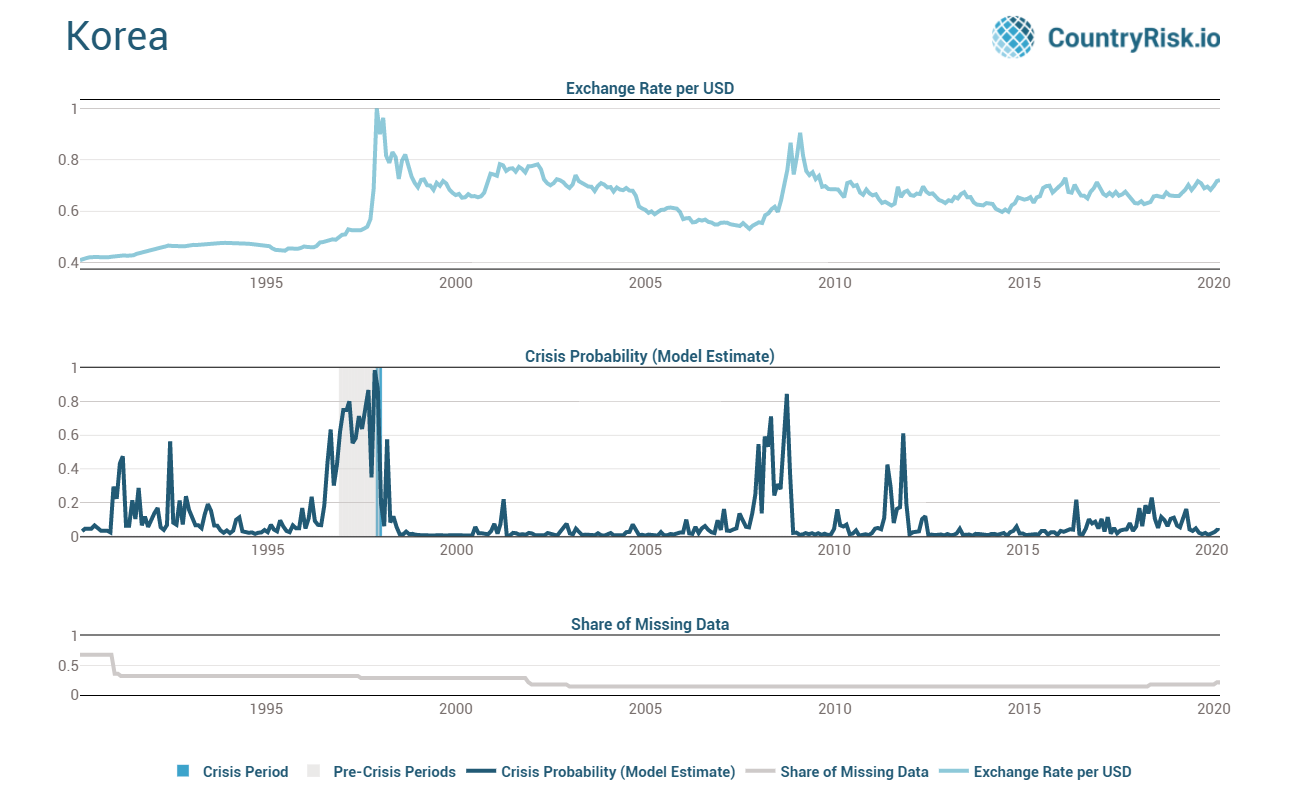 Korea
CountryRisk.io
Exchange Rate per USD
1
0.8
0.6
0.4
1995 2000 2005 2010 2015 2020
Crisis Probability (Model Estimate)
1
0.8
0.6
0.4
0.2
0
1995 2000 2005 2010 2015 2020
Share of Missing Data
1
0.5
0
1995 2000 2005 2010 2015 2020
Crisis Period Pre-Crisis Periods Crisis Probability (Model Estimate) Share of Missing Data Exchange Rate per USD